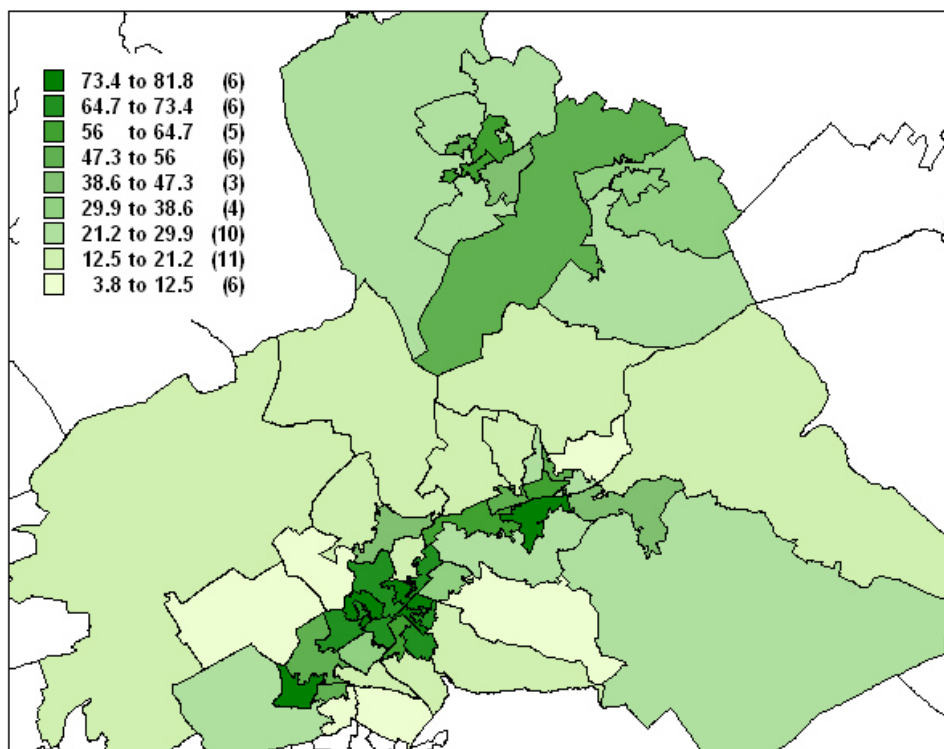 73.4 to 81.8 (6)
64.7 to 73.4 (6)
56 to 64.7 (5)
47.3 to 56 (6)
38.6 to 47.3 (3)
29.9 to 38.6 (4)
21.2 to 29.9 (10)
12.5 to 21.2 (11)
3.8 to 12.5 (6)